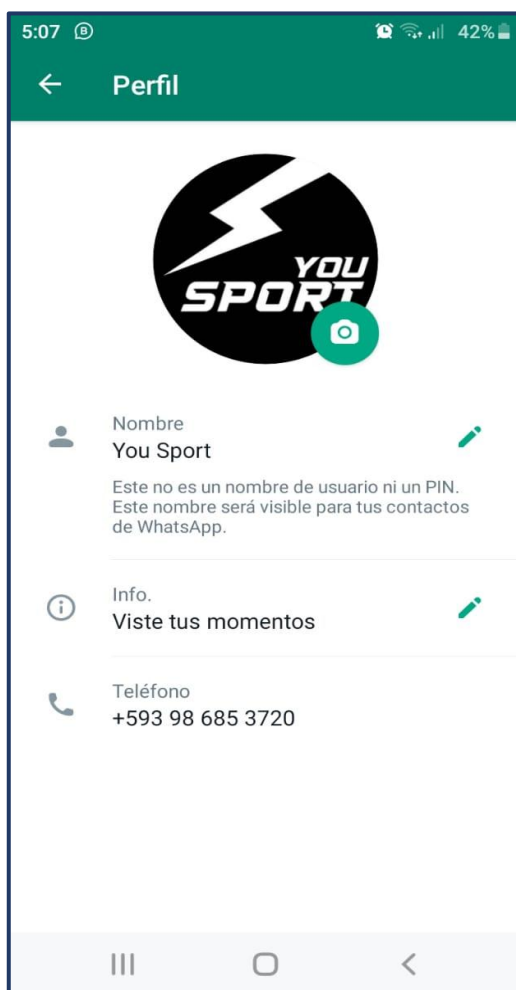 5:07
42%
Perfil
YOU
SPORT
Nombre
You Sport
Este no es un nombre de usuario ni un PIN.
Este nombre será visible para tus contactos
de WhatsApp.
Info.
Viste tus momentos
Teléfono
+593 98 685 3720